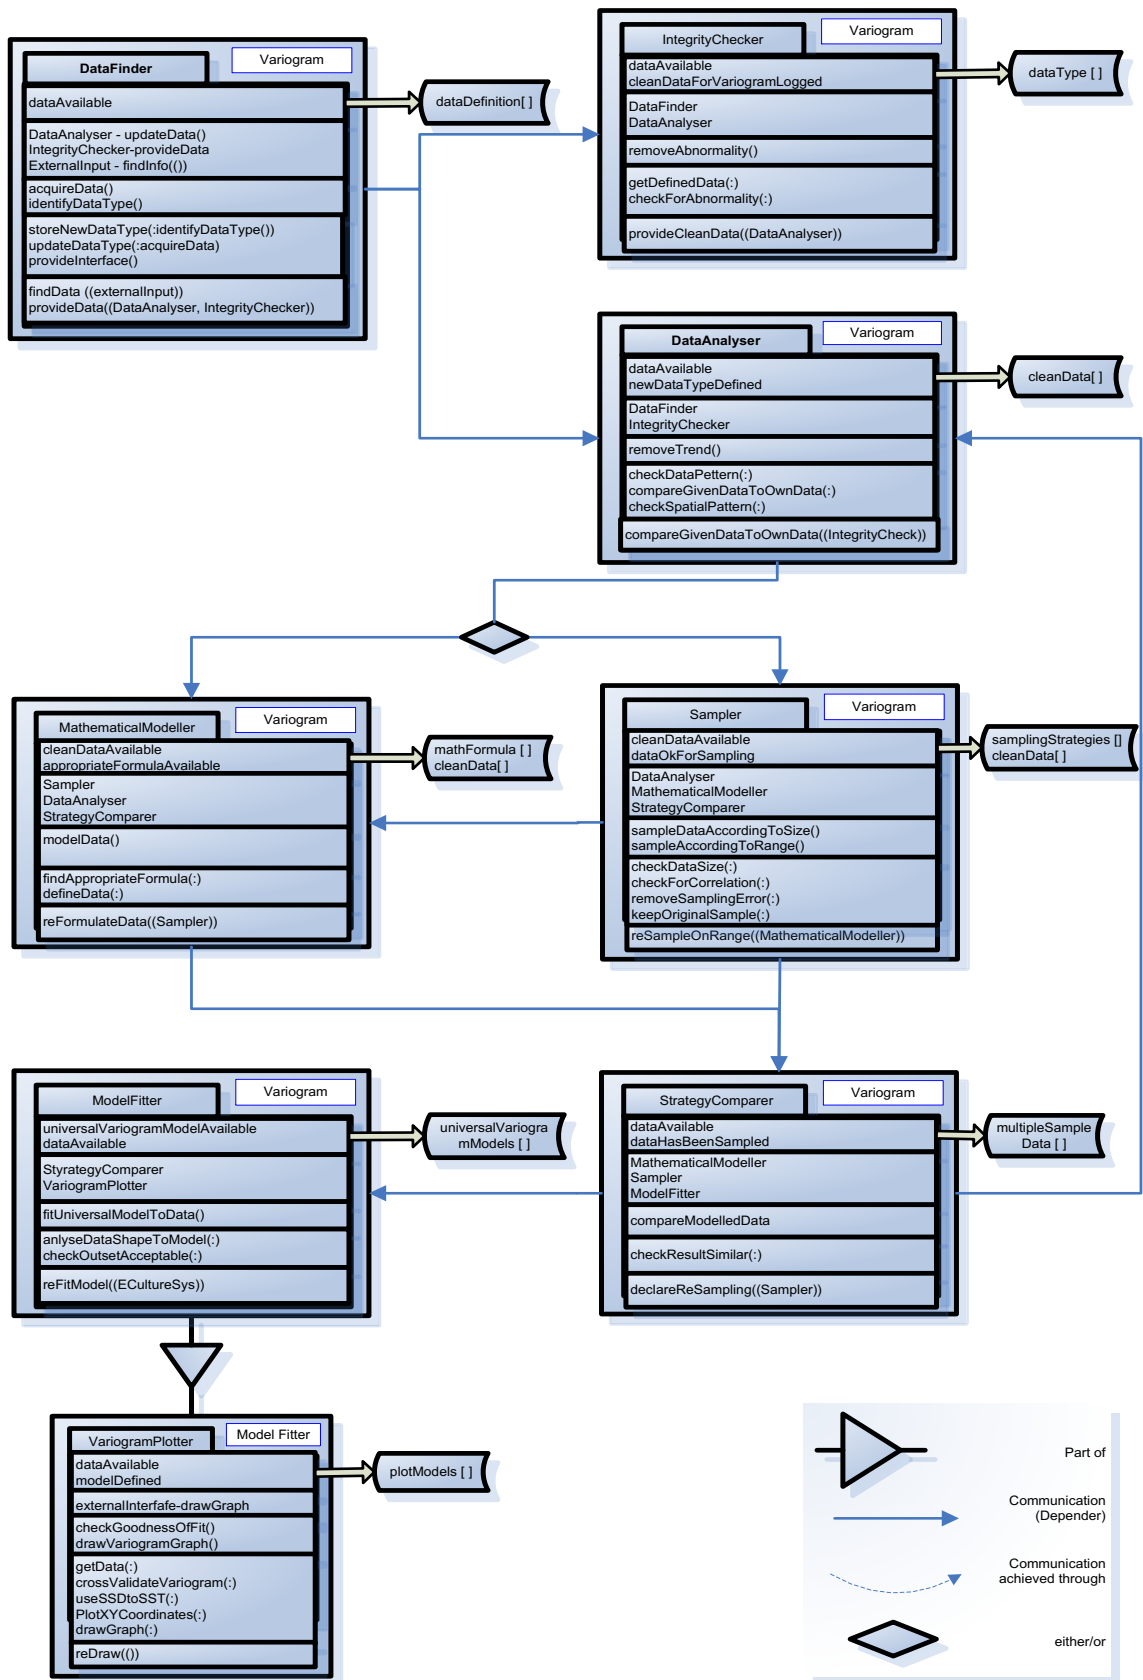 DataFinder
Variogram
dataAvailable
DataAnalyser - updateData()
IntegrityChecker-provideData
ExternalInput - findInfo(())
acquireData()
identifyDataType()
storeNewDataType(:identifyDataType())
updateDataType(:acquireData)
provideInterface()
findData ((externalInput))
provideData((DataAnalyser, IntegrityChecker))
dataDefinition[ ]
IntegrityChecker
Variogram
dataAvailable
cleanDataForVariogramLogged
DataFinder
DataAnalyser
removeAbnormality()
getDefinedData(:)
checkForAbnormality(:)
provideCleanData((DataAnalyser))
dataType [ ]
DataAnalyser
Variogram
dataAvailable
newDataTypeDefined
DataFinder
IntegrityChecker
removeTrend()
checkDataPettern(:)
compareGivenDataToOwnData(:)
checkSpatialPattern(:)
compareGivenDataToOwnData((IntegrityCheck))
cleanData[ ]
MathematicalModeller
Variogram
cleanDataAvailable
appropriateFormulaAvailable
Sampler
DataAnalyser
StrategyComparer
modelData()
findAppropriateFormula(:)
defineData(:)
reFormulateData((Sampler))
mathFormula [ ]
cleanData[ ]
Sampler
Variogram
cleanDataAvailable
dataOkForSampling
DataAnalyser
MathematicalModeller
StrategyComparer
sampleDataAccordingToSize()
sampleAccordingToRange()
checkDataSize(:)
checkForCorrelation(:)
removeSamplingError(:)
keepOriginalSample(:)
reSampleOnRange((MathematicalModeller))
samplingStrategies []
cleanData[ ]
ModelFitter
Variogram
universalVariogramModelAvailable
dataAvailable
StyrategyComparer
VariogramPlotter
fitUniversalModelToData()
anlyseDataShapeToModel(:)
checkOutsetAcceptable(:)
reFitModel((ECultureSys))
universalVariogra
mModels [ ]
StrategyComparer
Variogram
dataAvailable
dataHasBeenSampled
MathematicalModeller
Sampler
ModelFitter
compareModelledData
checkResultSimilar(:)
declareReSampling((Sampler))
multipleSample
Data [ ]
VariogramPlotter
Model Fitter
dataAvailable
modelDefined
externalInterfafe-drawGraph
checkGoodnessOfFit()
drawVariogramGraph()
getData(:)
crossValidateVariogram(:)
useSSDtoSST(:)
PlotXYCoordinates(:)
drawGraph(:)
reDraw(())
plotModels [ ]
Part of
Communication
(Depender)
Communication
achieved through
either/or